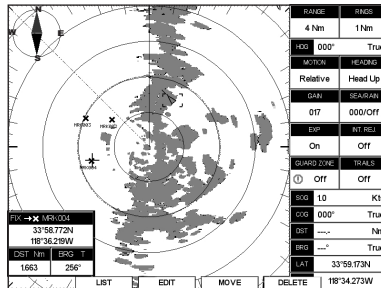 N
W
E
S
MRK003
MRK004
FIX → × MRK004
33°58.772N
118°36.219W
DST Nm
BRG T
1.663
256°
LIST
EDIT
MOVE
DELETE
RANGE
RINGS
4 Nm
1 Nm
HDG 000° True
MOTION
HEADING
Relative
Head Up
GAIN
SEA/RAIN
017
000/Off
EXP
INT. REJ.
On
Off
GUARD ZONE
TRAILS
Off
Off
SOG 1.0 Kts
COG 000° True
DST ---.- Nm
BRG ---° True
LAT 33°59.173N
118°34.273W